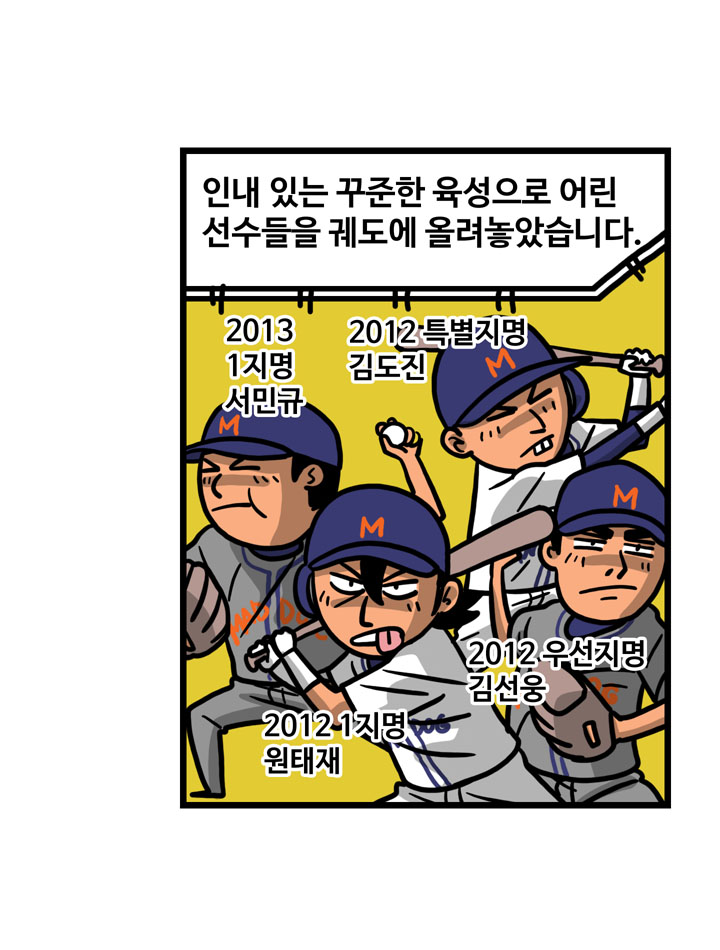 인내 있는 꾸준한 육성으로 어린
선수들을 궤도에 올려놓았습니다.
2013
1지명
서민규
2012 특별지명
김도진
M
M
M
M
MAD DOG
2012 우선지명
김선웅
2012 1지명
원태재